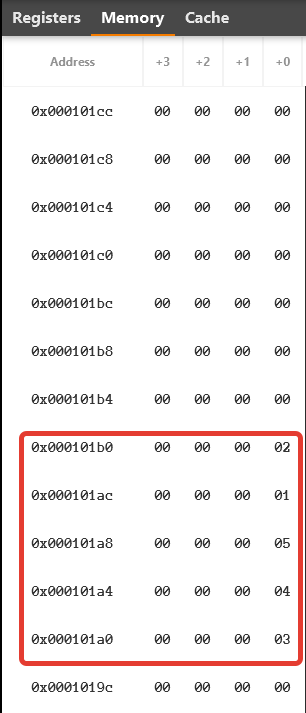 Registers Memory Cache
Address +3 +2 +1 +0
0x000101cc 00 00 00 00
0x000101c8 00 00 00 00
0x000101c4 00 00 00 00
0x000101c0 00 00 00 00
0x000101bc 00 00 00 00
0x000101b8 00 00 00 00
0x000101b4 00 00 00 00
0x000101b0 00 00 00 02
0x000101ac 00 00 00 01
0x000101a8 00 00 00 05
0x000101a4 00 00 00 04
0x000101a0 00 00 00 03
0x0001019c 00 00 00 00